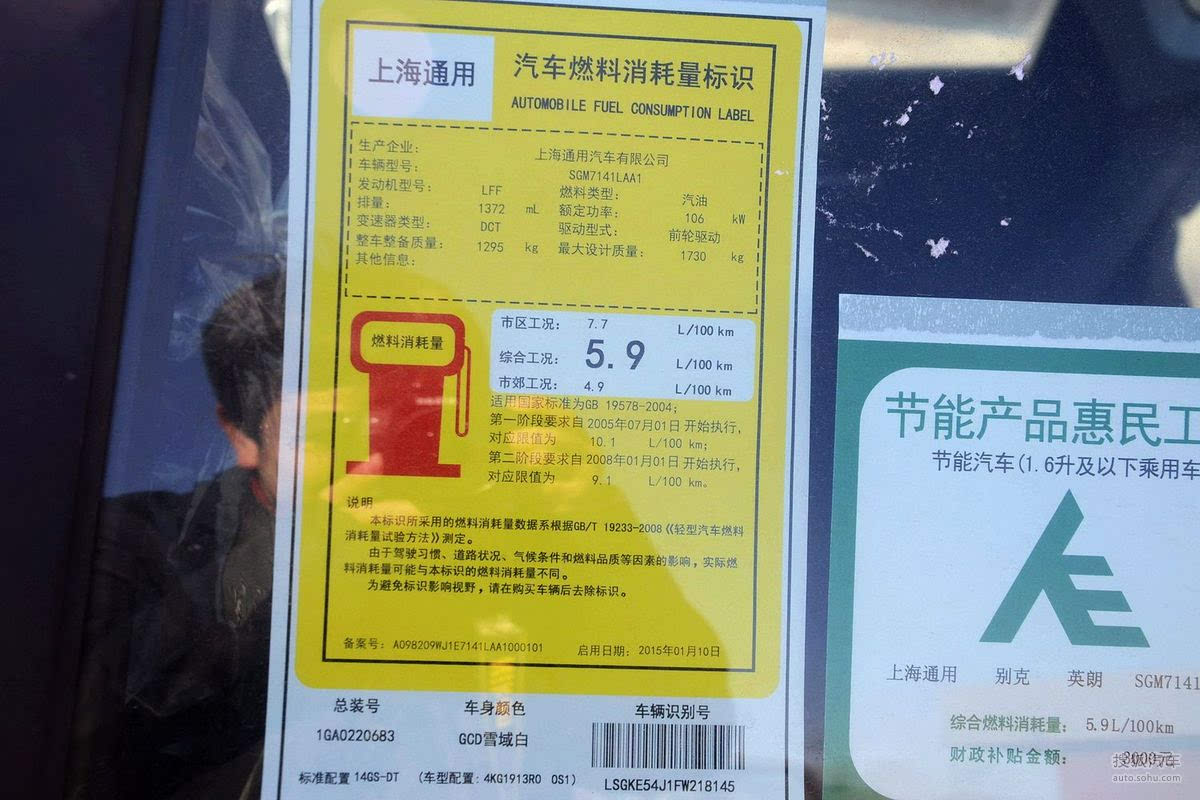 上海通用
汽车燃料消耗量标识
AUTOMOBILE FUEL CONSUMPTION LABEL
生产企业： 上海通用汽车有限公司
车辆型号： SGM7141LAA1
发动机型号： LFF 燃料类型： 汽油
排量： 1372 mL 额定功率： 106 kW
变速器类型： DCT 驱动型式： 前轮驱动
整车整备质量： 1295 kg 最大设计质量： 1730 kg
其他信息：
燃料消耗量
市区工况： 7.7 L/100 km
综合工况： 5.9 L/100 km
市郊工况： 4.9 L/100 km
适用国家标准为GB 19578-2004；
第一阶段要求自2005年07月01日 开始执行，
对应限值为 10.1 L/100 km；
第二阶段要求自2008年01月01日 开始执行，
对应限值为 9.1 L/100 km。
说明
本标识所采用的燃料消耗量数据系根据GB/T 19233-2008《轻型汽车燃料
消耗量试验方法》测定。
由于驾驶习惯、道路状况、气候条件和燃料品质等因素的影响，实际燃
料消耗量可能与本标识的燃料消耗量不同。
为避免标识影响视野，请在购买车辆后去除标识。
备案号： A098209WJ1E7141LAA1000101 启用日期： 2015年01月10日
总装号 车身颜色 车辆识别号
1GA0220683 GCD雪域白
标准配置 14GS-DT （车型配置： 4KG1913R0 0S1） LSGKE54J1FW218145
节能产品惠民工
节能汽车(1.6升及以下乘用车
上海通用 别克 英朗 SGM7141
综合燃料消耗量： 5.9L/100km
财政补贴金额： 3000元
搜狐汽车
auto.sohu.com